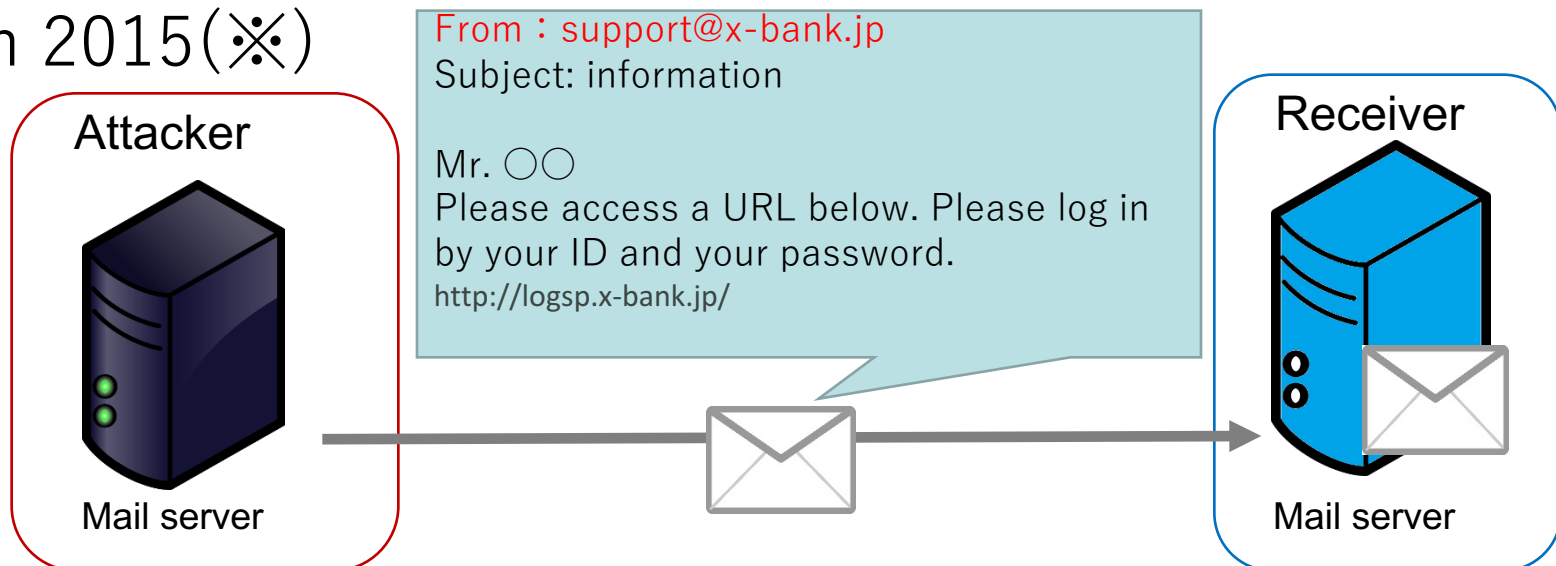 n 2015(※)
From：support@x-bank.jp
Subject: information
Mr. ○○
Please access a URL below. Please log in
by your ID and your password.
http://logsp.x-bank.jp/
Attacker
Mail server
Receiver
Mail server